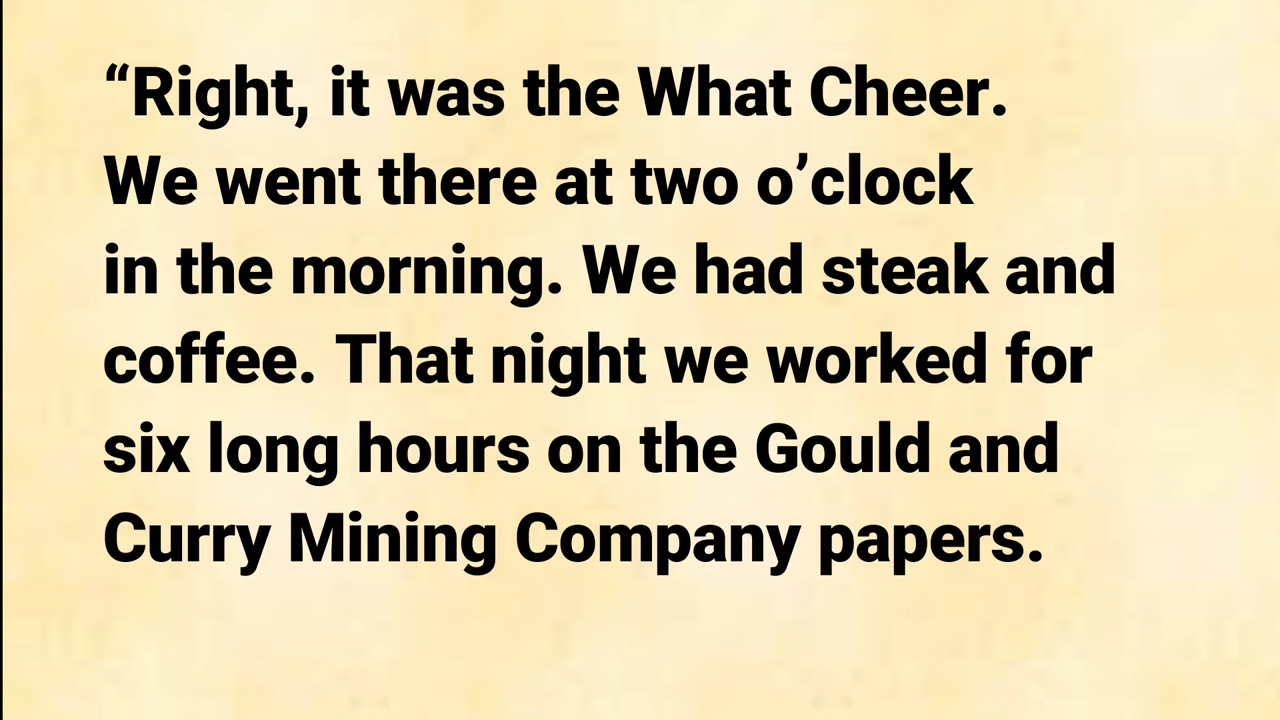 “Right, it was the What Cheer.
We went there at two o’clock
in the morning. We had steak and
coffee. That night we worked for
six long hours on the Gould and
Curry Mining Company papers.